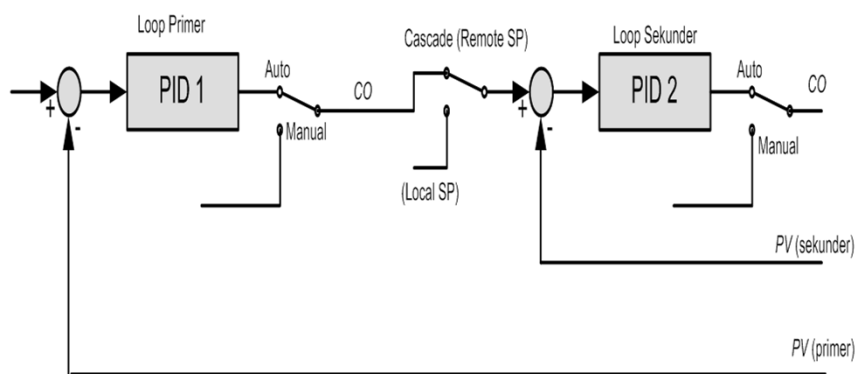 Loop Primer
PID 1
+
-
Auto
Manual
CO
Cascade (Remote SP)
(Local SP)
Loop Sekunder
PID 2
+
-
Auto
Manual
CO
PV (sekunder)
PV (primer)